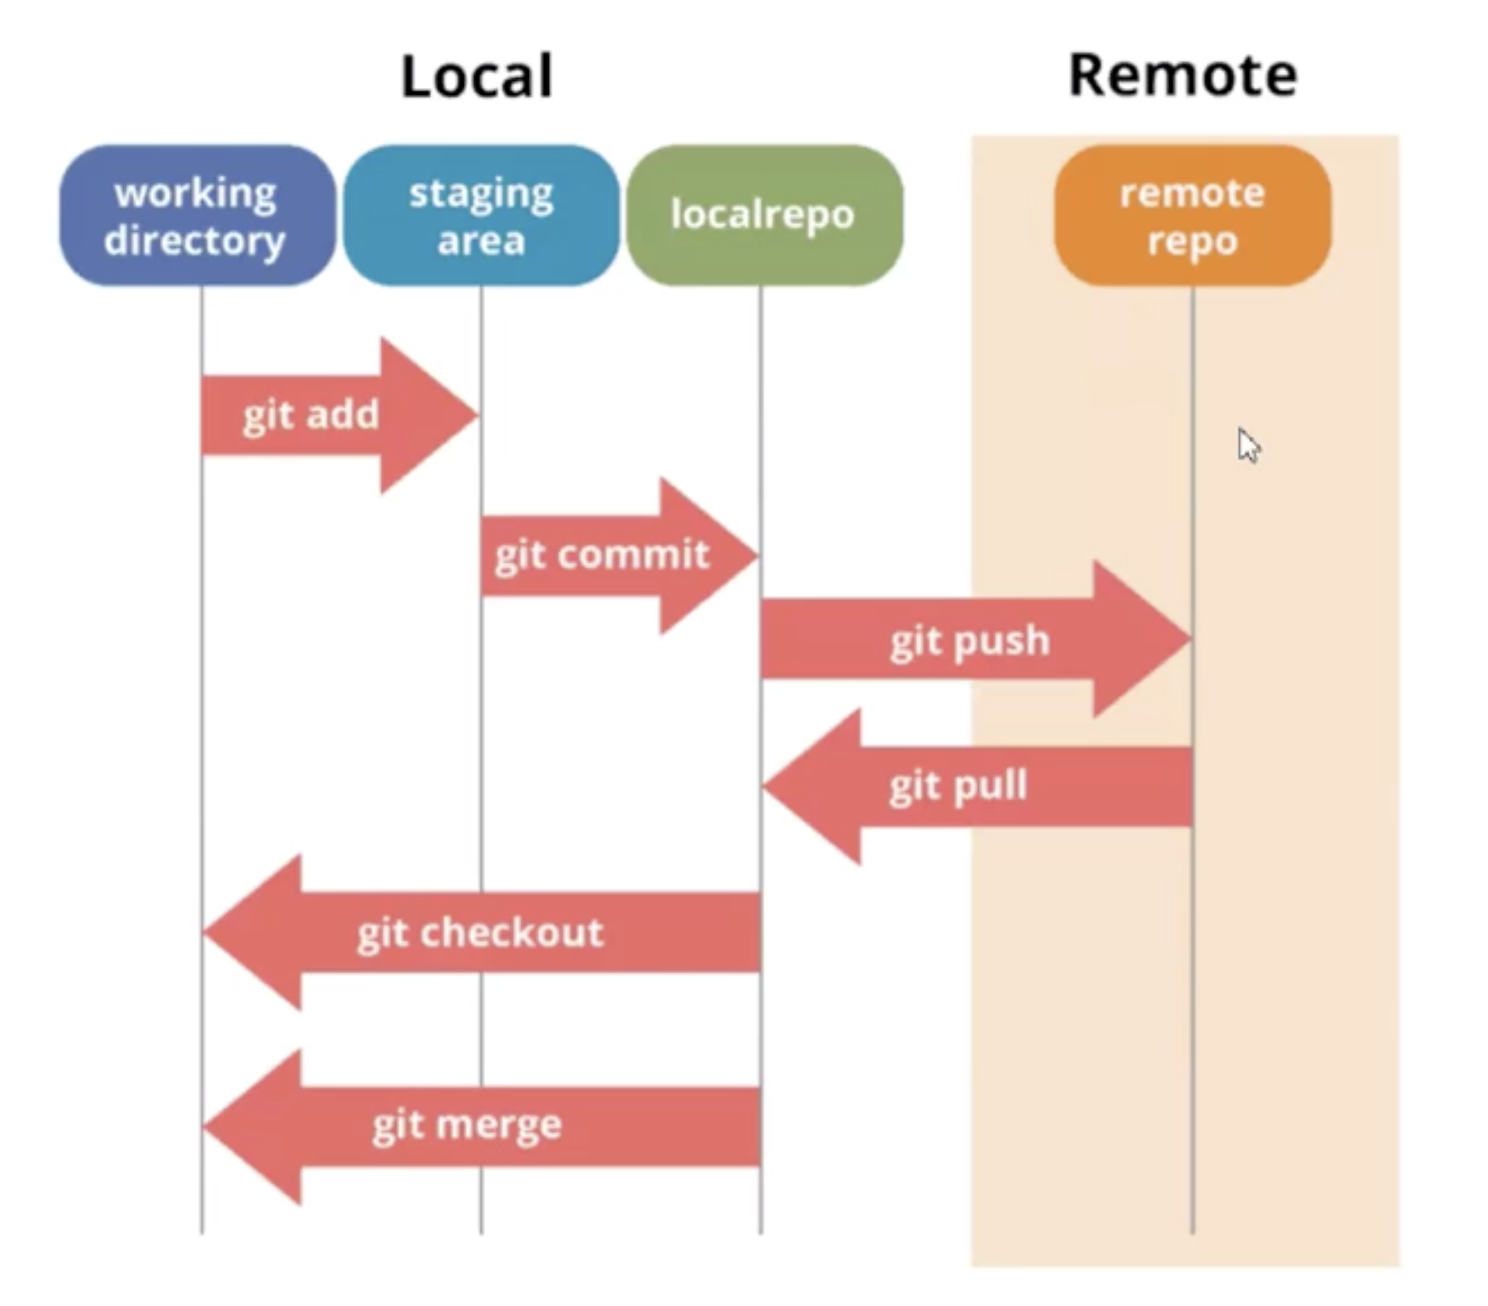 Local
Remote
working
directory
staging
area
localrepo
remote
repo
git add
git commit
git push
git pull
git checkout
git merge